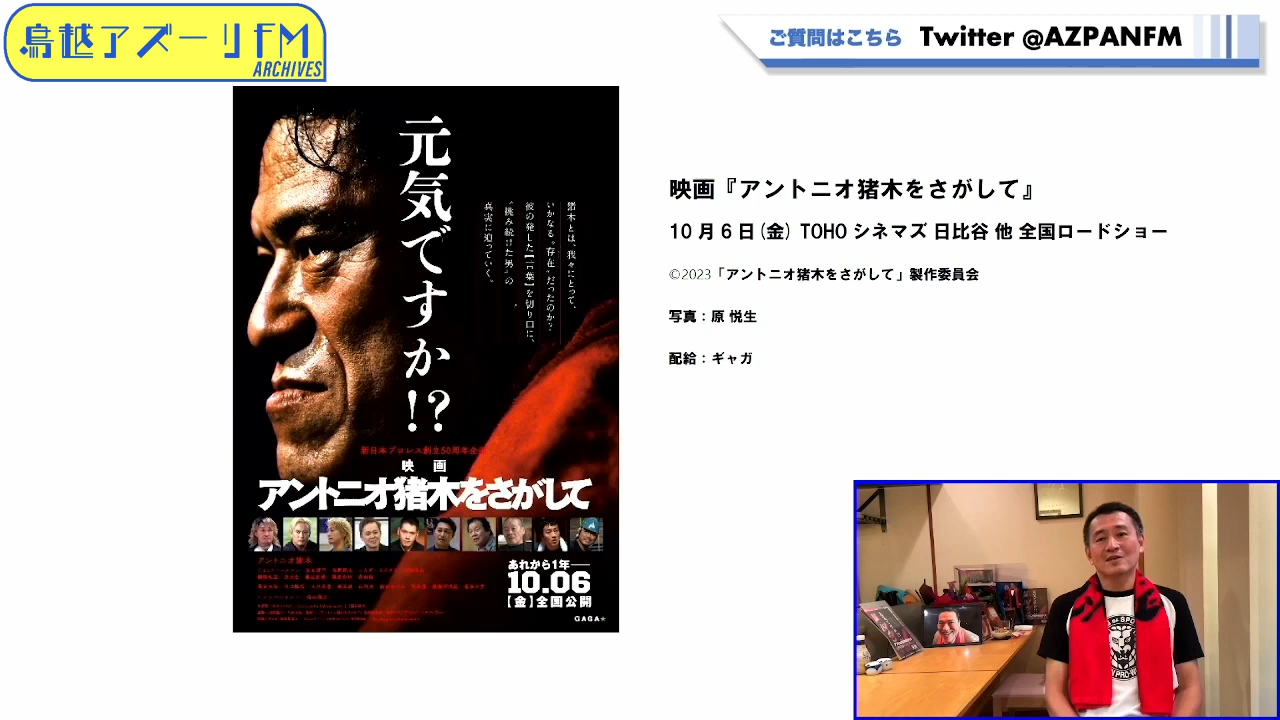 鳥越アズーリFM
ARCHIVES
ご質問はこちら Twitter @AZPANFM
元気ですか!?
猪木とは、我々にとって、
いかなる“存在”だったのか?
彼の発した【言葉】を切り口に、
“挑み続けた男”の
真実に迫っていく。
新日本プロレス創立50周年企画
映画
アントニオ猪木をさがして
アントニオ猪木
あれから1年――
10.06
【金】全国公開
GAGA★
映画『アントニオ猪木をさがして』
10月6日(金) TOHOシネマズ 日比谷 他 全国ロードショー
©2023「アントニオ猪木をさがして」製作委員会
写真:原 悦生
配給:ギャガ